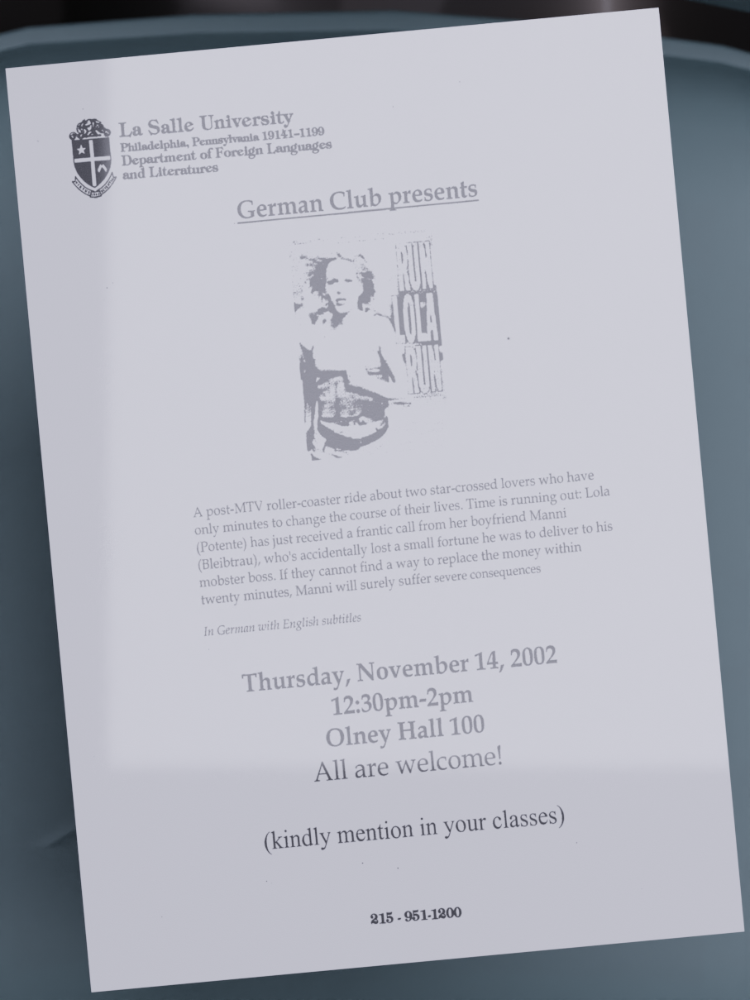 La Salle University
Philadelphia, Pennsylvania 19141-1199
Department of Foreign Languages
and Literatures
German Club presents
RUN
LOLA
RUN
A post-MTV roller-coaster ride about two star-crossed lovers who have
only minutes to change the course of their lives. Time is running out: Lola
(Potente) has just received a frantic call from her boyfriend Manni
(Bleibtrau), who's accidentally lost a small fortune he was to deliver to his
mobster boss. If they cannot find a way to replace the money within
twenty minutes, Manni will surely suffer severe consequences
In German with English subtitles
Thursday, November 14, 2002
12:30pm-2pm
Olney Hall 100
All are welcome!
(kindly mention in your classes)
215 - 951-1200